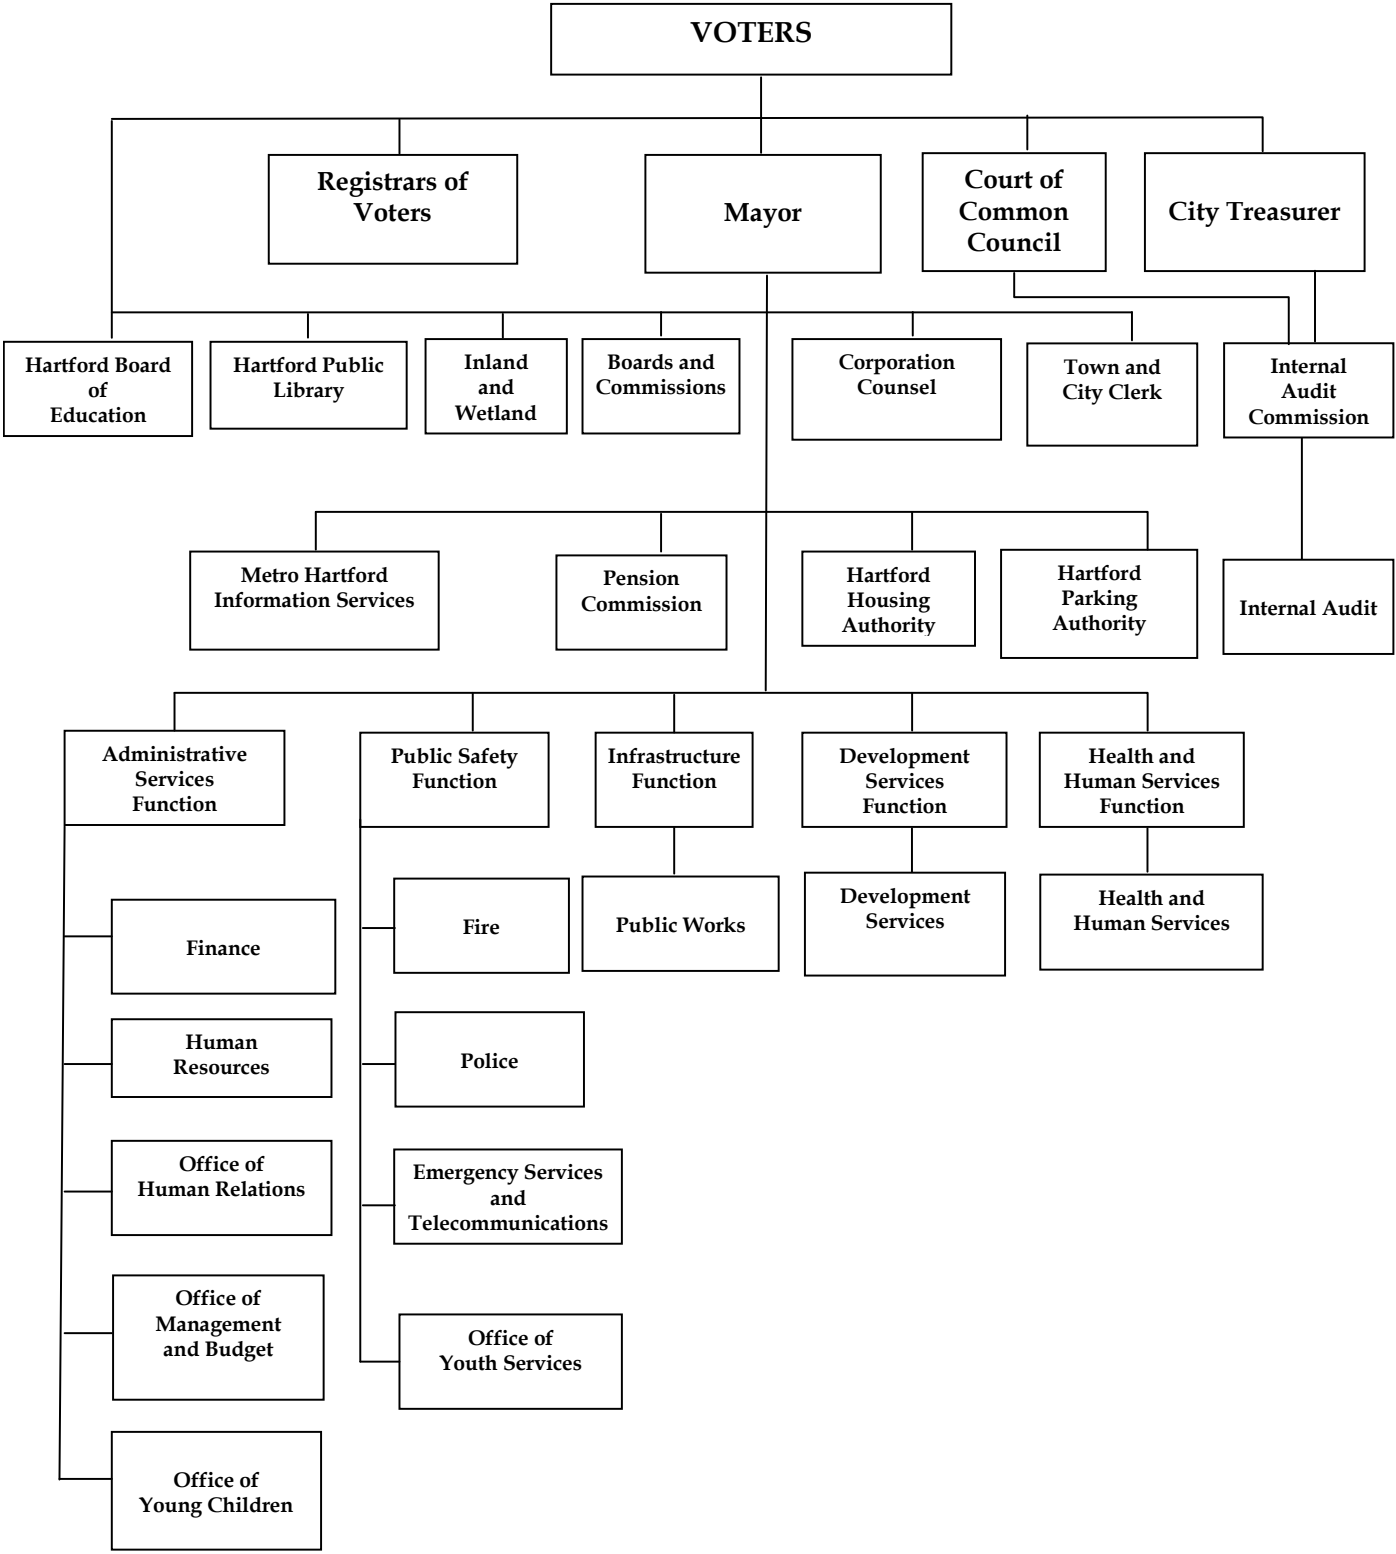 VOTERS
Registrars of
Voters
Mayor
Court of
Common
Council
City Treasurer
Hartford Board
of
Education
Hartford Public
Library
Inland
and
Wetland
Boards and
Commissions
Corporation
Counsel
Town and
City Clerk
Internal
Audit
Commission
Metro Hartford
Information Services
Pension
Commission
Hartford
Housing
Authority
Hartford
Parking
Authority
Internal Audit
Administrative
Services
Function
Public Safety
Function
Infrastructure
Function
Development
Services
Function
Health and
Human Services
Function
Finance
Human
Resources
Office of
Human Relations
Office of
Management
and Budget
Office of
Young Children
Fire
Police
Emergency Services
and
Telecommunications
Office of
Youth Services
Public Works
Development
Services
Health and
Human Services